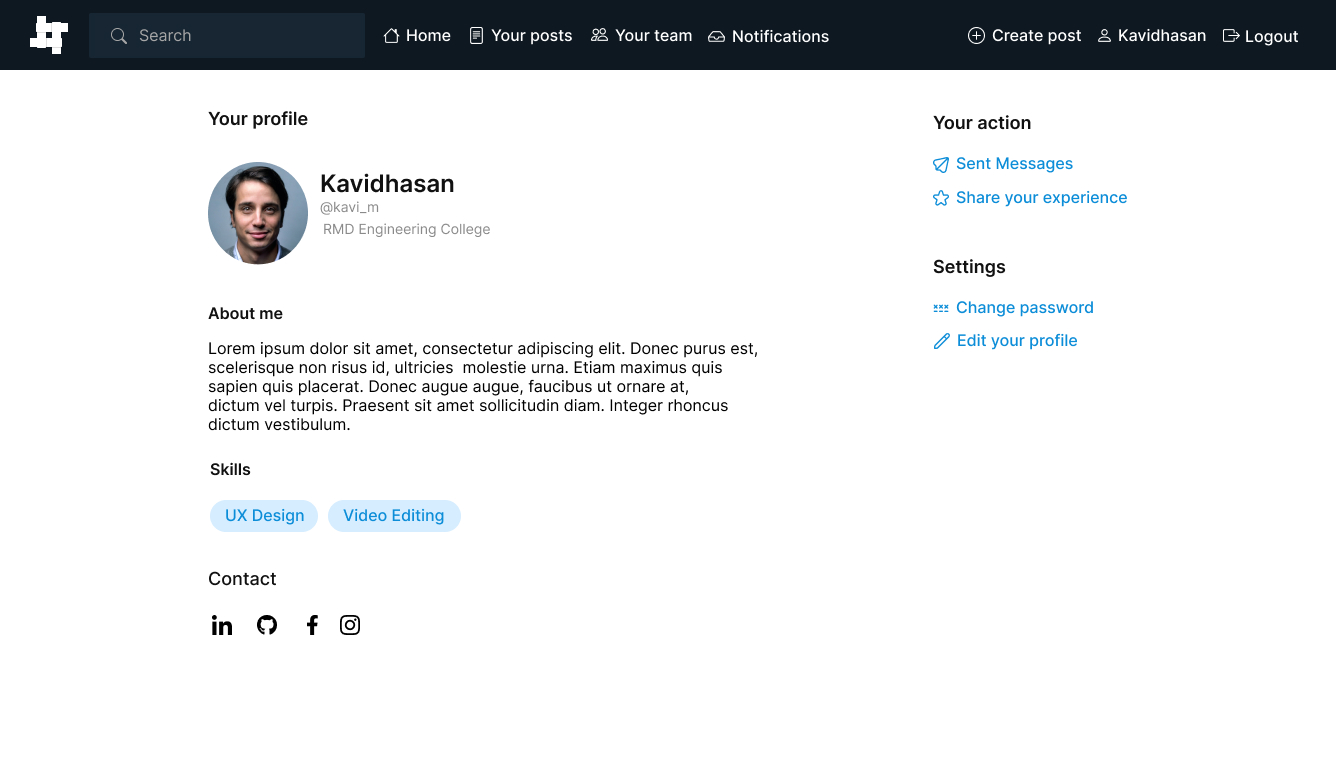 Search
Home
Your posts
Your team
Notifications
Create post
Kavidhasan
Logout
Your profile
Kavidhasan
@kavi_m
RMD Engineering College
About me
Lorem ipsum dolor sit amet, consectetur adipiscing elit. Donec purus est,
scelerisque non risus id, ultricies  molestie urna. Etiam maximus quis
sapien quis placerat. Donec augue augue, faucibus ut ornare at,
dictum vel turpis. Praesent sit amet sollicitudin diam. Integer rhoncus
dictum vestibulum.
Skills
UX Design
Video Editing
Contact
Your action
Sent Messages
Share your experience
Settings
Change password
Edit your profile